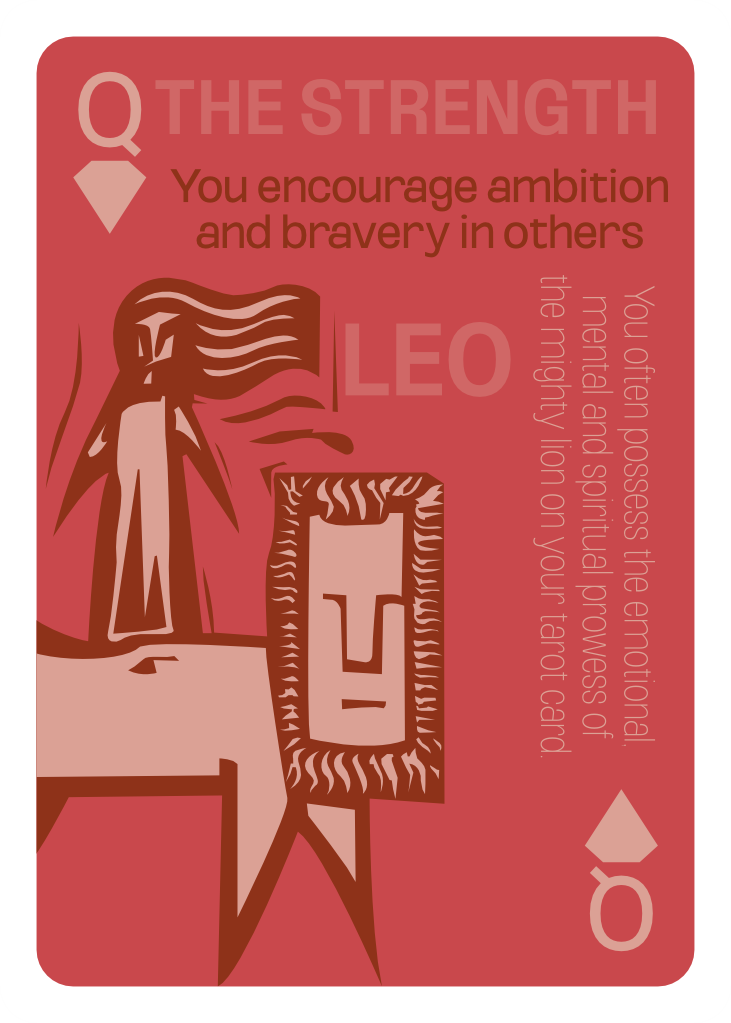 Q THE STRENGTH
You encourage ambition
and bravery in others
LEO
You often possess the emotional,
mental and spiritual prowess of
the mighty lion on your tarot card.
Q